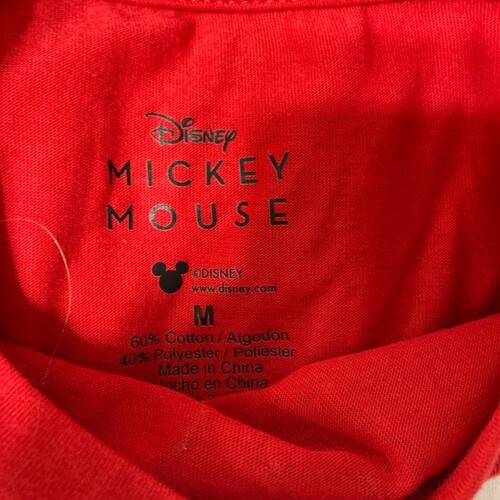 Disney
MICKEY
MOUSE
©DISNEY
www.disney.com
M
60% Cotton / Algodón
40% Polyester / Poliéster
Made in China
Hecho en China